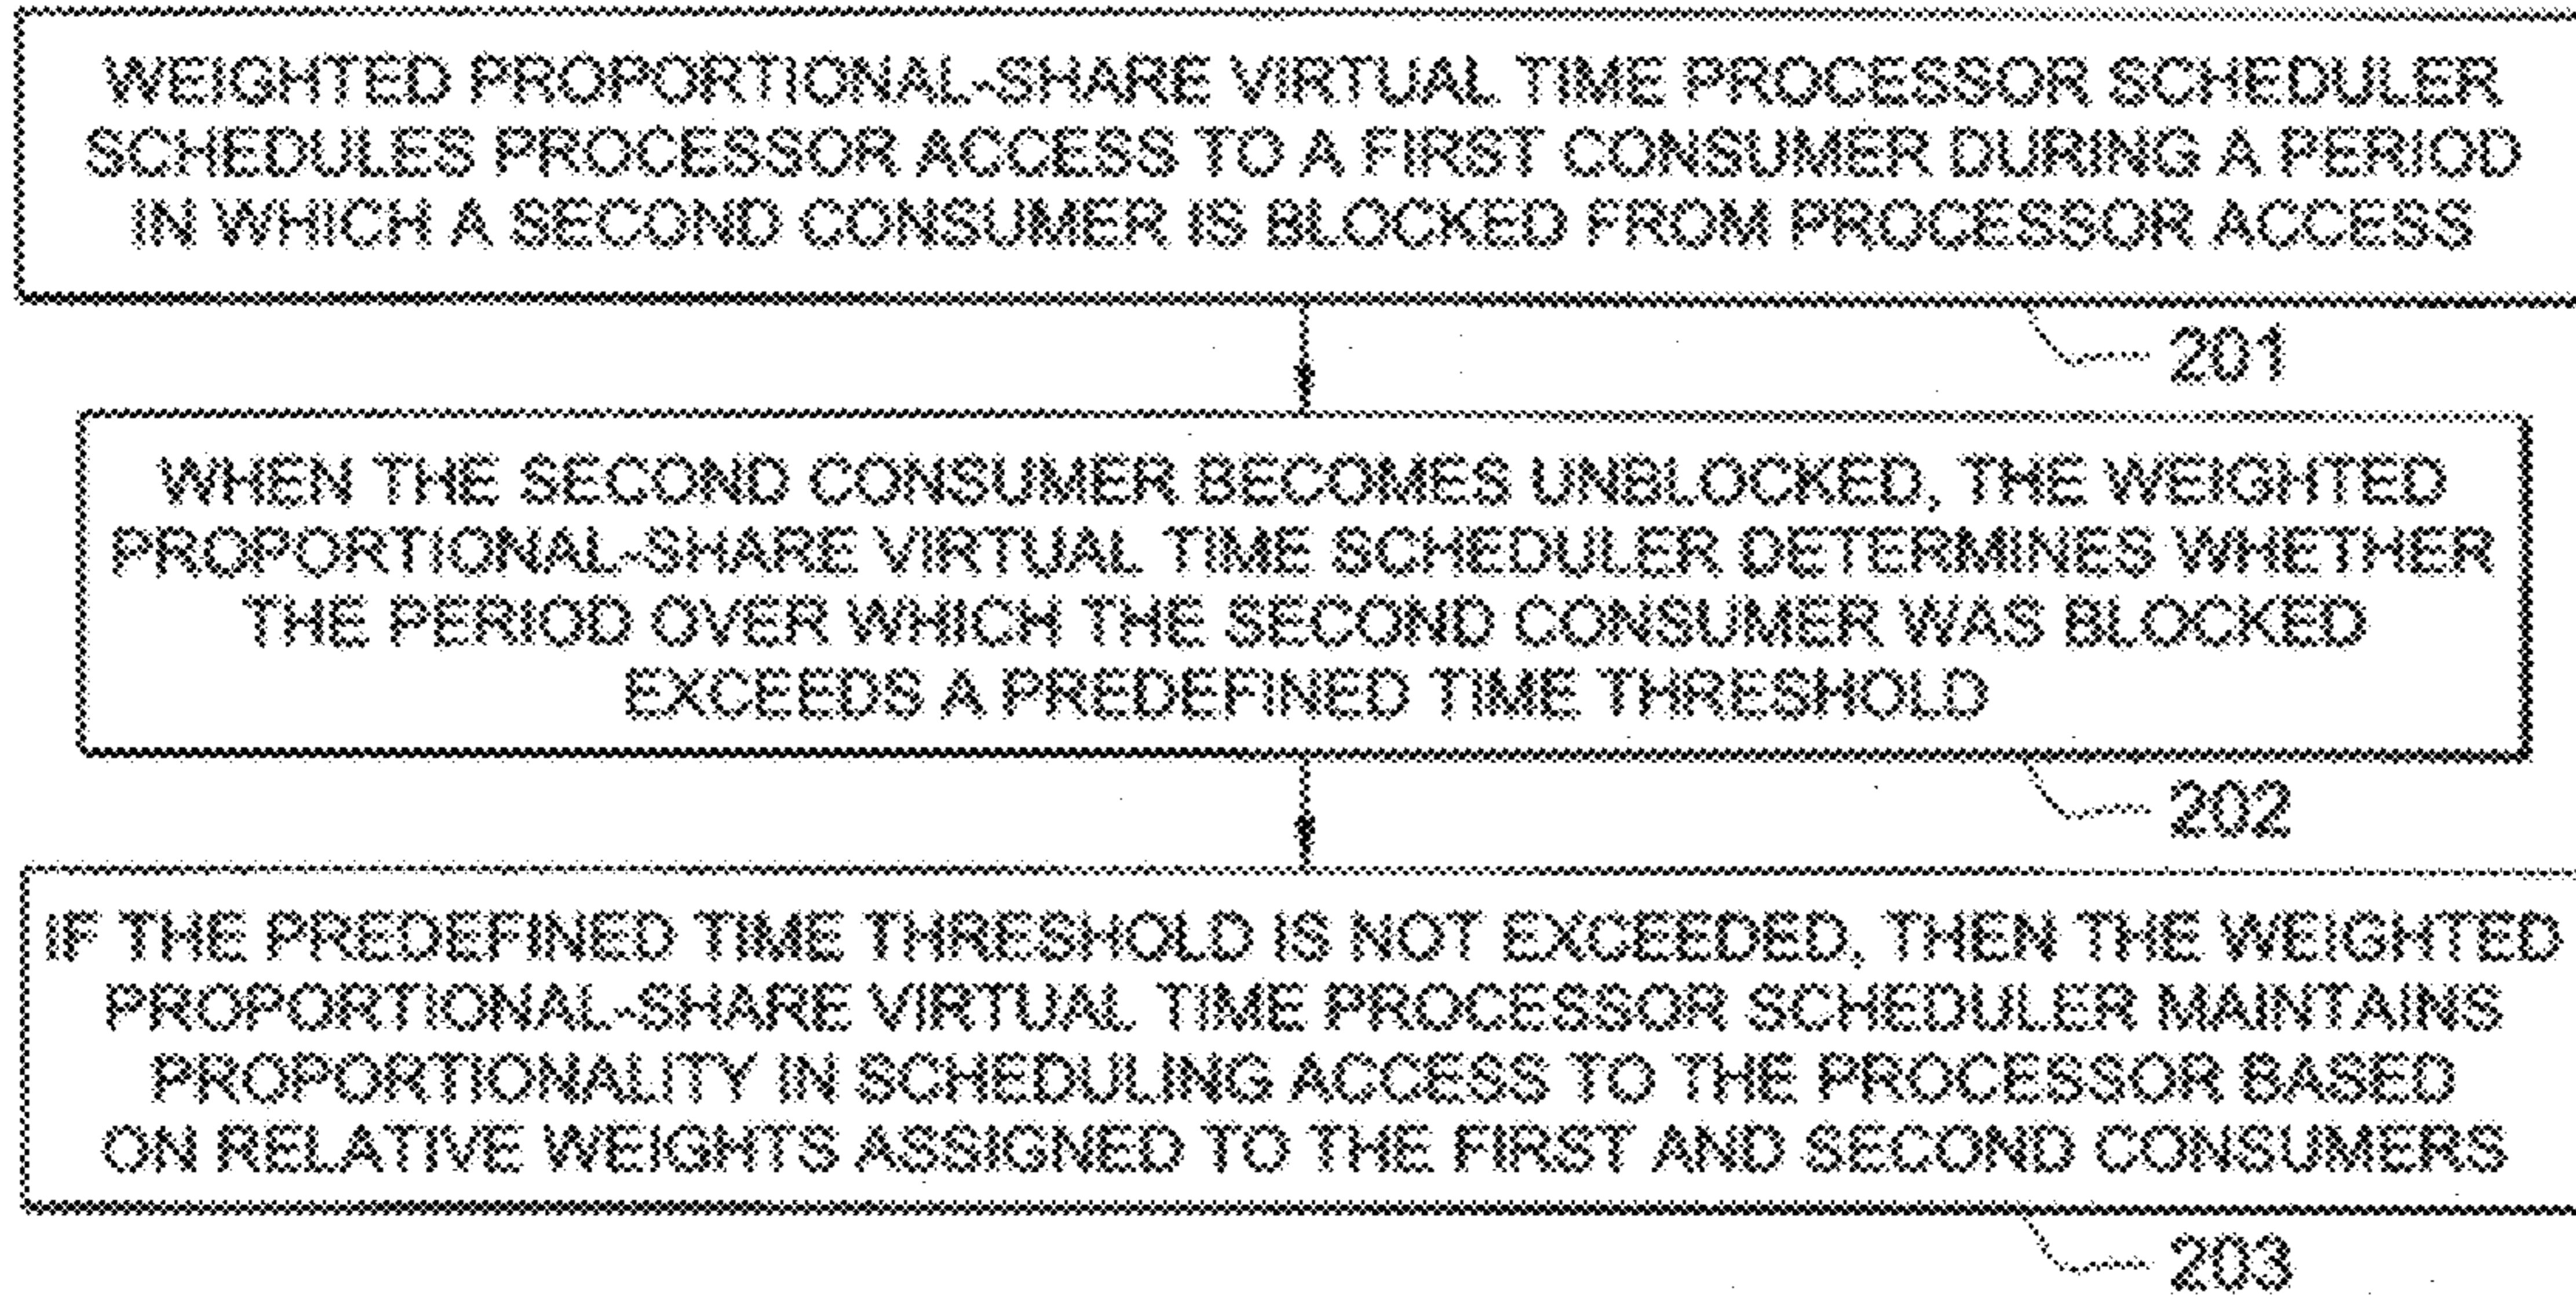 WEIGHTED PROPORTIONAL-SHARE VIRTUAL TIME PROCESSOR SCHEDULER
SCHEDULES PROCESSOR ACCESS TO A FIRST CONSUMER DURING A PERIOD
IN WHICH A SECOND CONSUMER IS BLOCKED FROM PROCESSOR ACCESS
201
WHEN THE SECOND CONSUMER BECOMES UNBLOCKED, THE WEIGHTED
PROPORTIONAL-SHARE VIRTUAL TIME SCHEDULER DETERMINES WHETHER
THE PERIOD OVER WHICH THE SECOND CONSUMER WAS BLOCKED
EXCEEDS A PREDEFINED TIME THRESHOLD
202
IF THE PREDEFINED TIME THRESHOLD IS NOT EXCEEDED, THEN THE WEIGHTED
PROPORTIONAL-SHARE VIRTUAL TIME PROCESSOR SCHEDULER MAINTAINS
PROPORTIONALITY IN SCHEDULING ACCESS TO THE PROCESSOR BASED
ON RELATIVE WEIGHTS ASSIGNED TO THE FIRST AND SECOND CONSUMERS
203